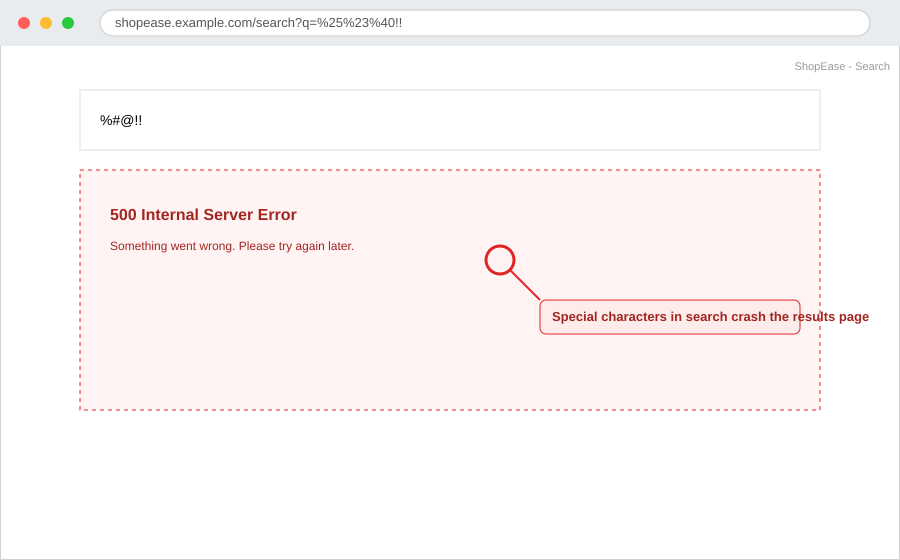 shopease.example.com/search?q=%25%23%40!!
ShopEase - Search
%#@!!
500 Internal Server Error
Something went wrong. Please try again later.
Special characters in search crash the results page